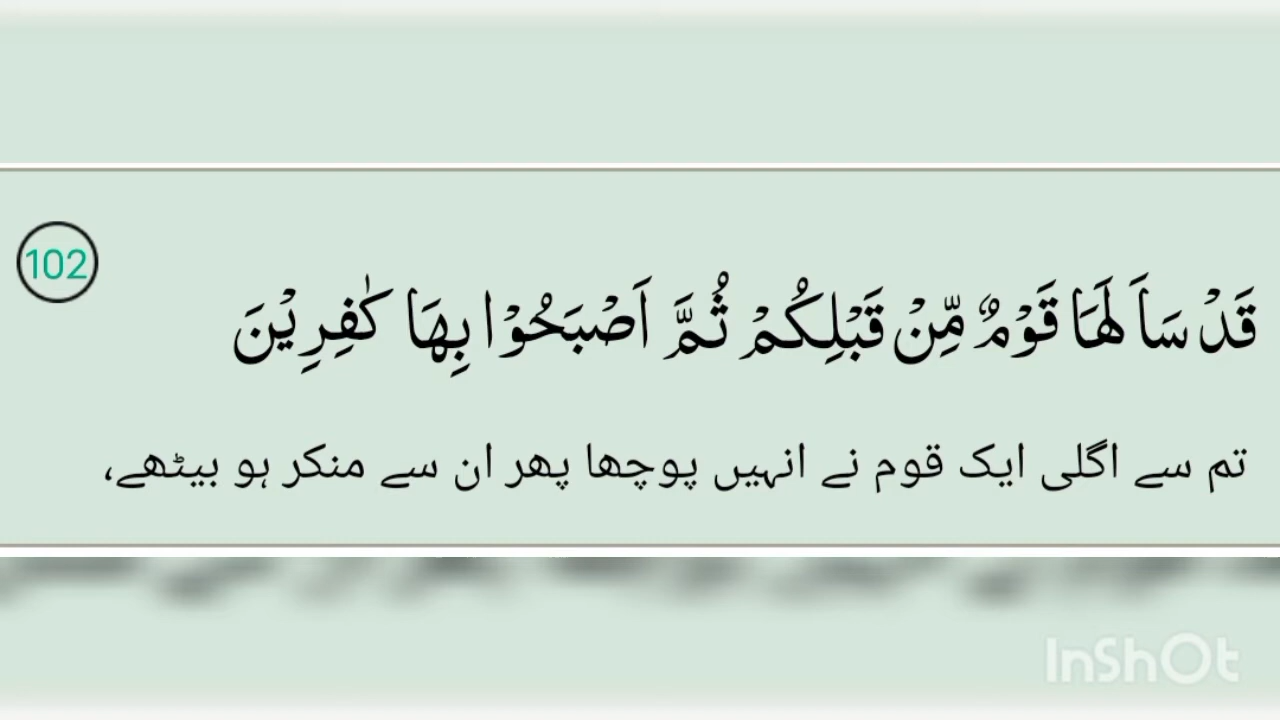 102
قَدْ سَاَ لَهَا قَوْمٌ مِّنْ قَبْلِكُمْ ثُمَّ اَصْبَحُوْا بِهَا كٰفِرِيْنَ
تم سے اگلی ایک قوم نے انہیں پوچھا پھر ان سے منکر ہو بیٹھے،
InShOt